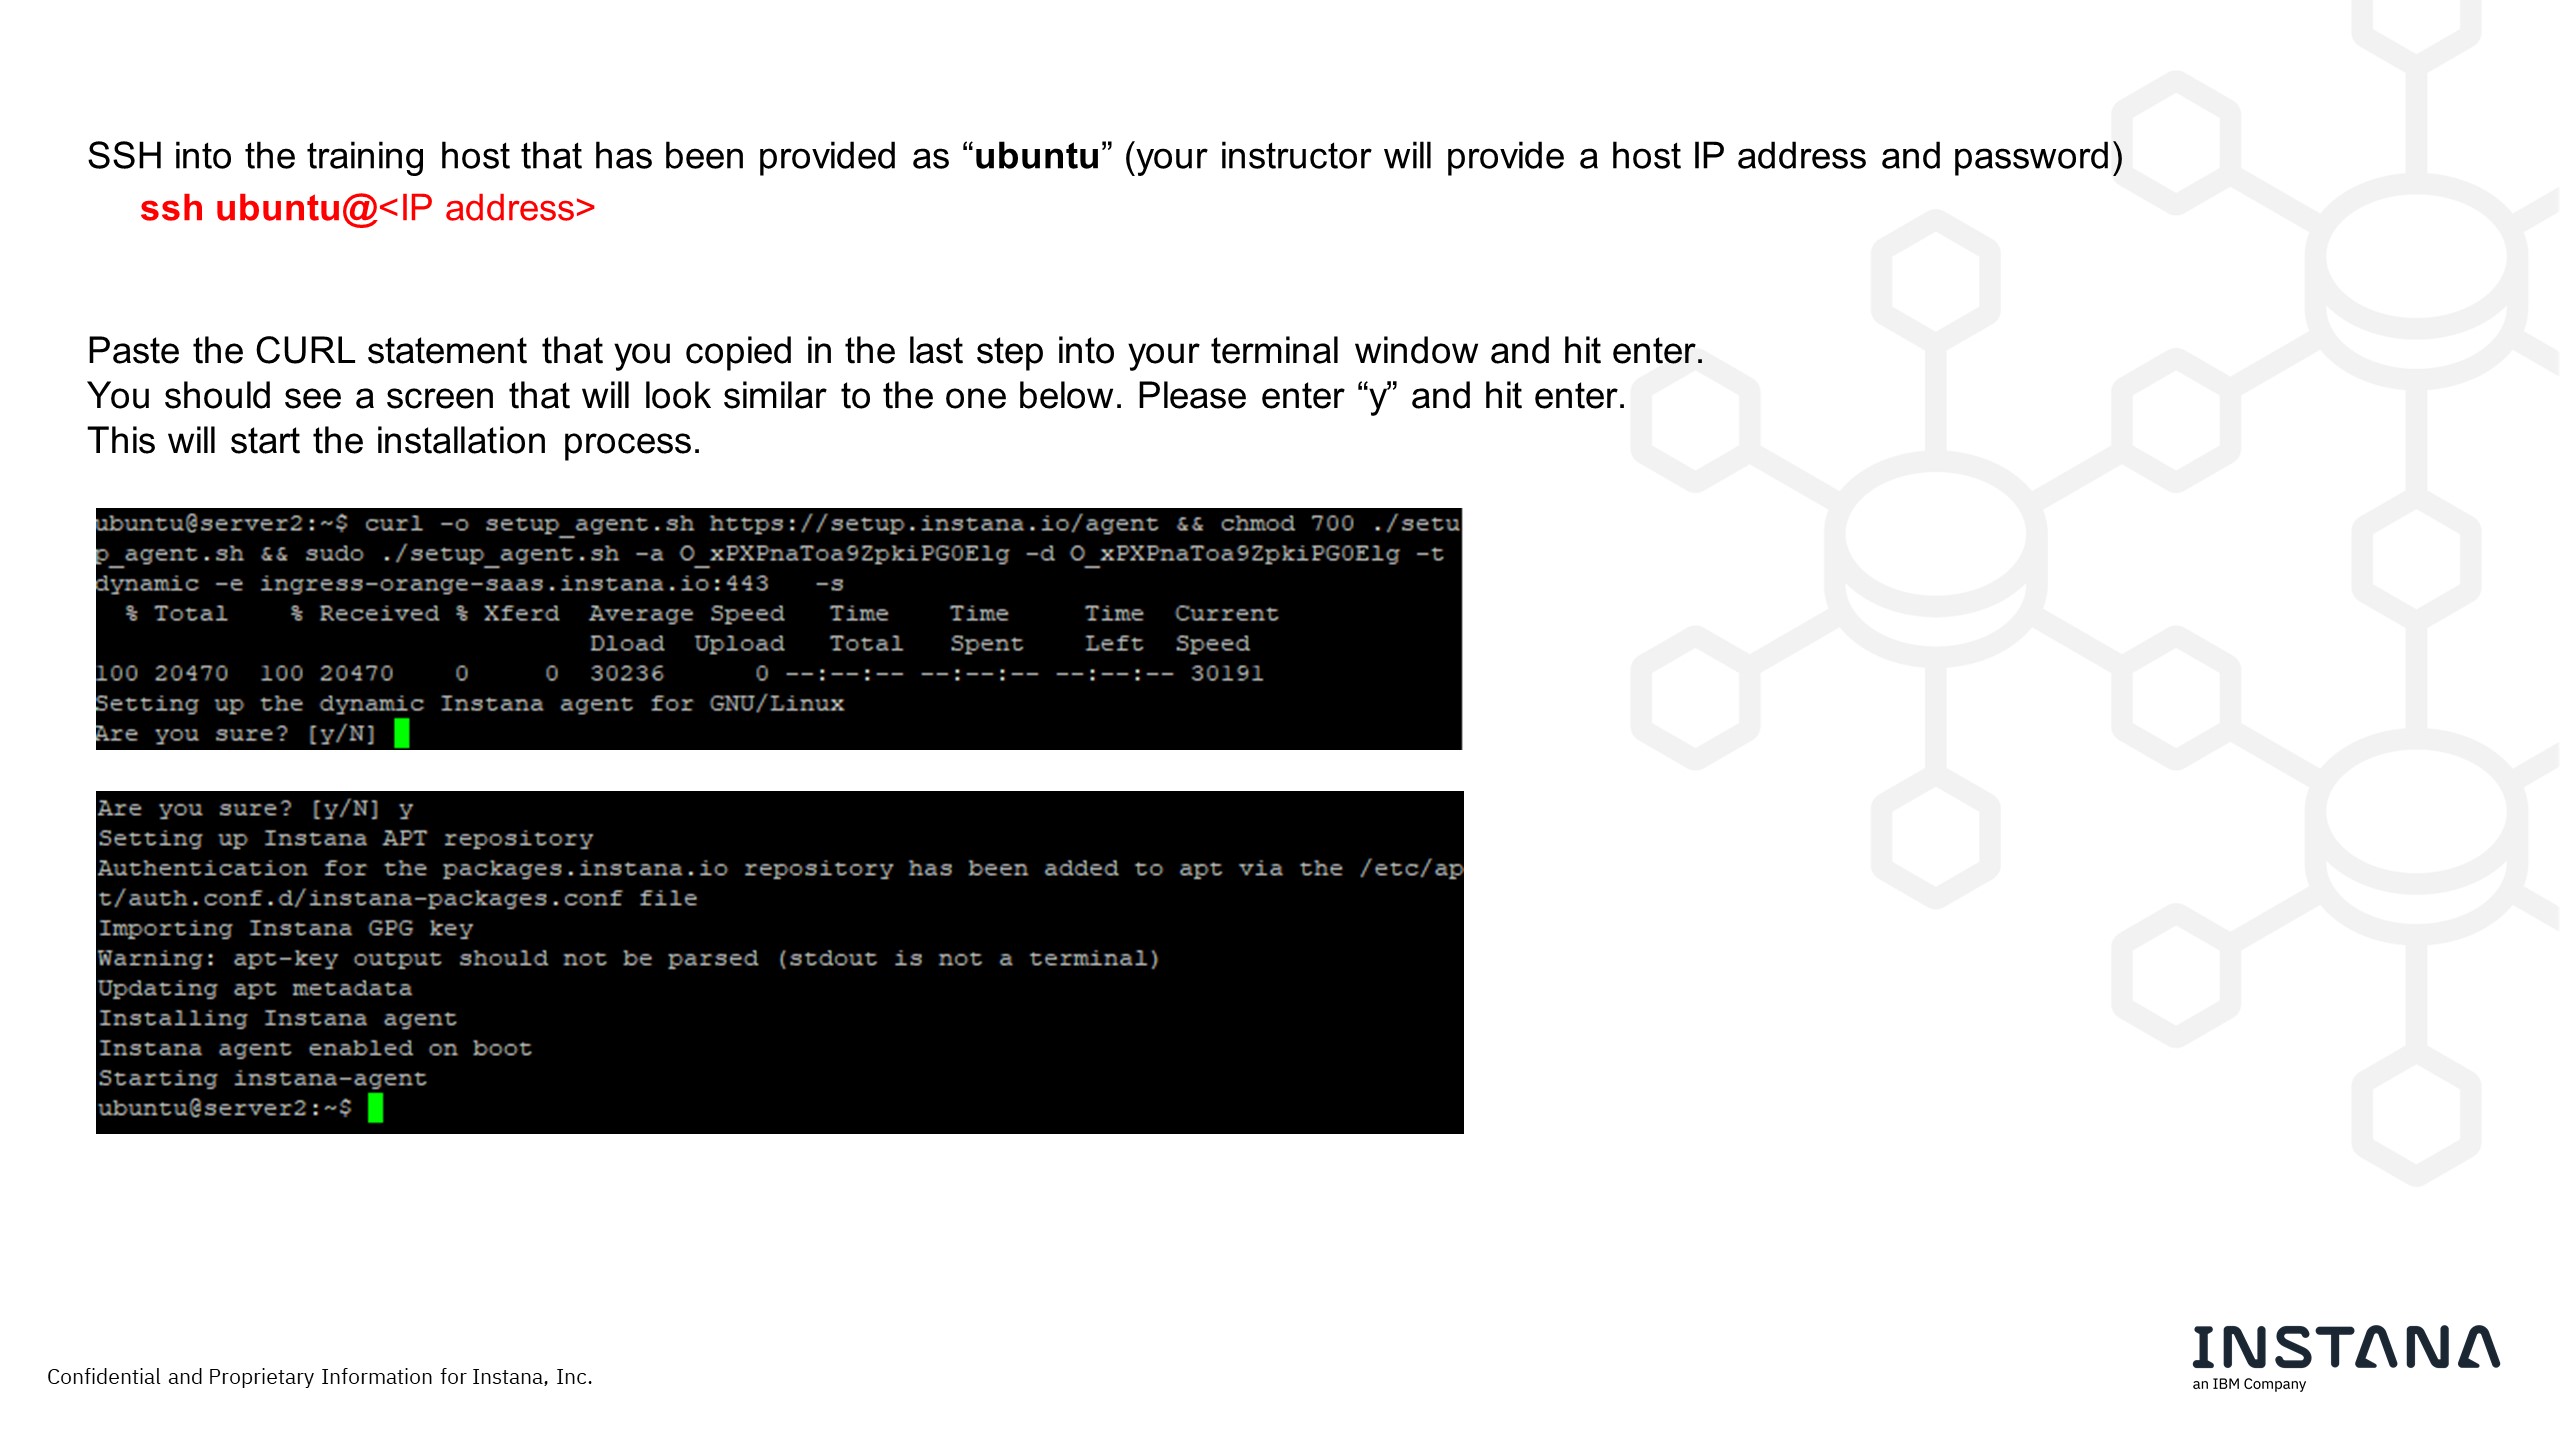 SSH into the training host that has been provided as “ubuntu” (your instructor will provide a host IP address and password)
ssh ubuntu@<IP address>
Paste the CURL statement that you copied in the last step into your terminal window and hit enter.
You should see a screen that will look similar to the one below. Please enter “y” and hit enter.
This will start the installation process.
ubuntu@server2:~$ curl -o setup_agent.sh https://setup.instana.io/agent && chmod 700 ./setu
p_agent.sh && sudo ./setup_agent.sh -a O_xPXPnaToa9ZpkiPG0Elg -d O_xPXPnaToa9ZpkiPG0Elg -t
dynamic -e ingress-orange-saas.instana.io:443   -s
  % Total    % Received % Xferd  Average Speed   Time    Time     Time  Current
                                 Dload  Upload   Total   Spent    Left  Speed
100 20470  100 20470    0     0  30236      0 --:--:-- --:--:-- --:--:-- 30191
Setting up the dynamic Instana agent for GNU/Linux
Are you sure? [y/N]
Are you sure? [y/N] y
Setting up Instana APT repository
Authentication for the packages.instana.io repository has been added to apt via the /etc/ap
t/auth.conf.d/instana-packages.conf file
Importing Instana GPG key
Warning: apt-key output should not be parsed (stdout is not a terminal)
Updating apt metadata
Installing Instana agent
Instana agent enabled on boot
Starting instana-agent
ubuntu@server2:~$
Confidential and Proprietary Information for Instana, Inc.
INSTANA
an IBM Company